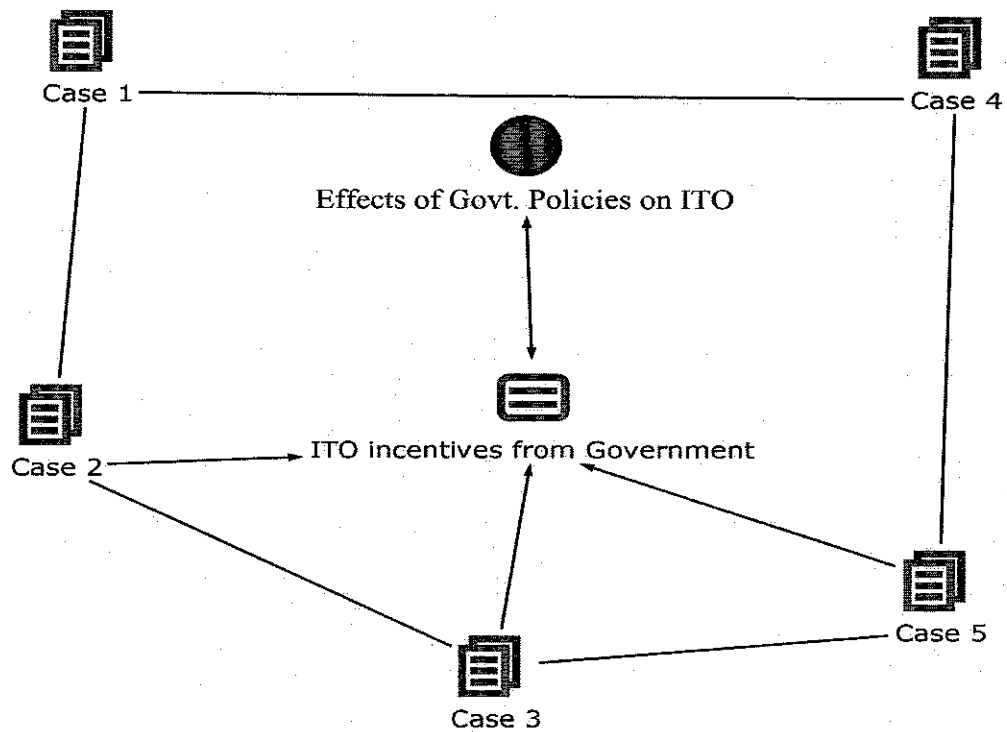 Case 1
Case 4
Effects of Govt. Policies on ITO
ITO incentives from Government
Case 2
Case 5
Case 3